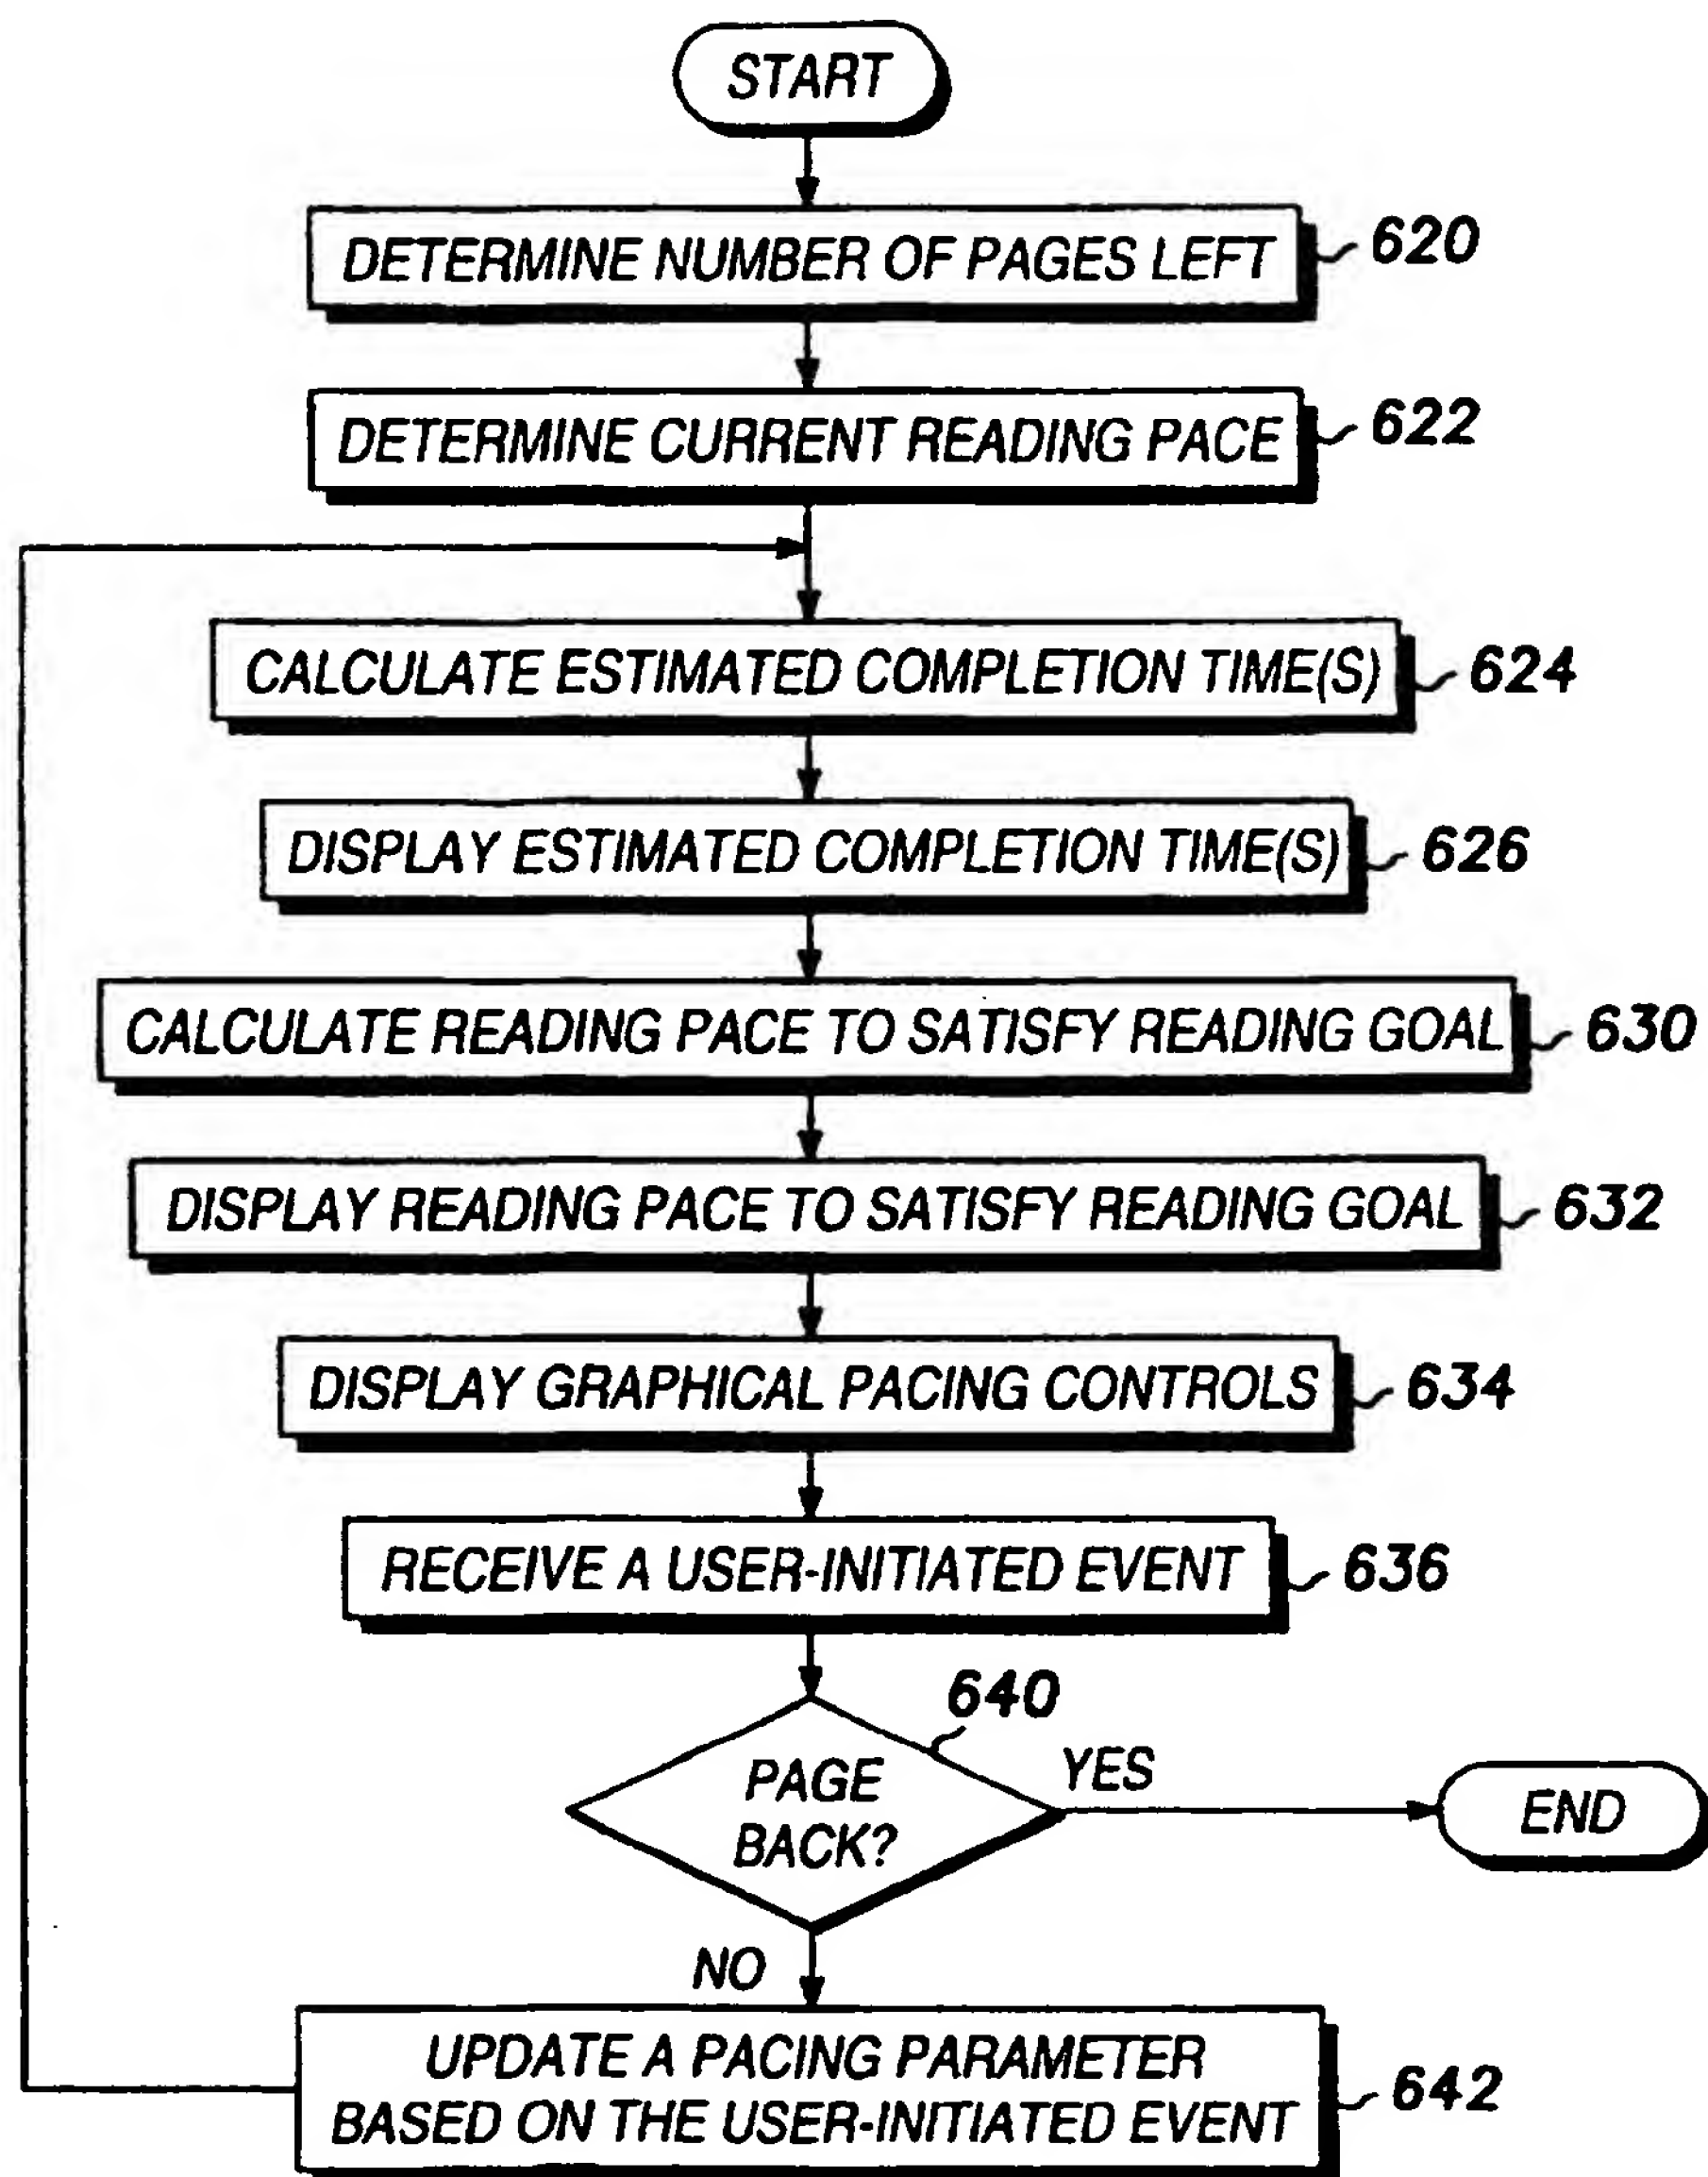 START
DETERMINE NUMBER OF PAGES LEFT
620
DETERMINE CURRENT READING PACE
622
CALCULATE ESTIMATED COMPLETION TIME(S)
624
DISPLAY ESTIMATED COMPLETION TIME(S)
626
CALCULATE READING PACE TO SATISFY READING GOAL
630
DISPLAY READING PACE TO SATISFY READING GOAL
632
DISPLAY GRAPHICAL PACING CONTROLS
634
RECEIVE A USER-INITIATED EVENT
636
640
PAGE
BACK?
YES
END
NO
UPDATE A PACING PARAMETER
BASED ON THE USER-INITIATED EVENT
642